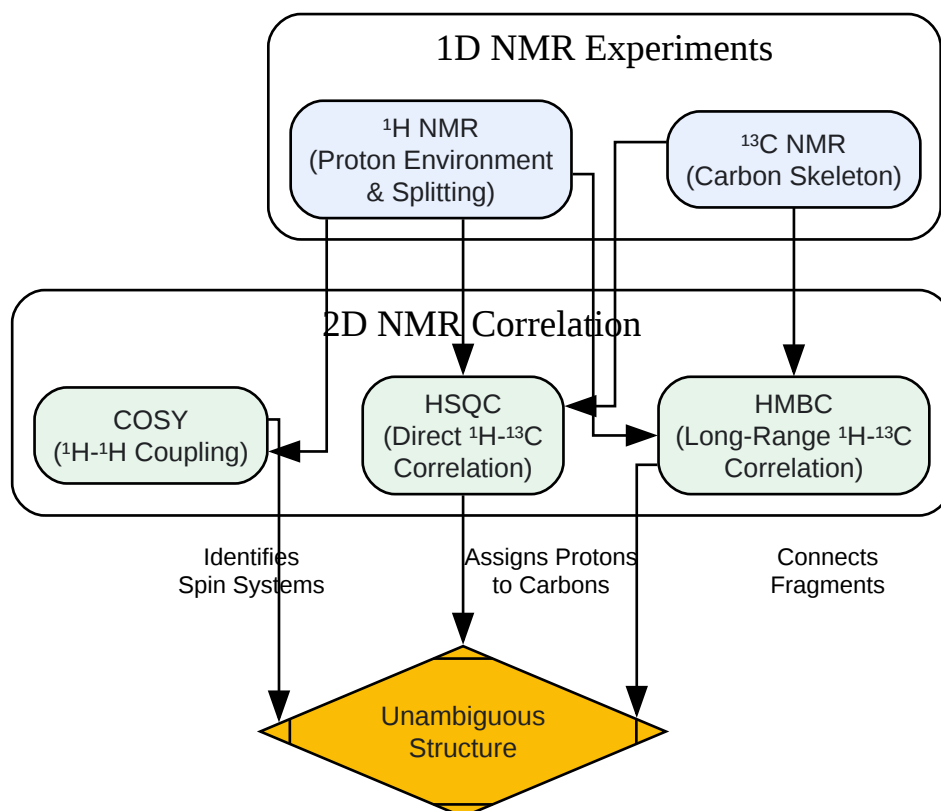 1D NMR Experiments
¹H NMR
(Proton Environment
& Splitting)
¹³C NMR
(Carbon Skeleton)
2D NMR Correlation
COSY
(¹H-¹H Coupling)
HSQC
(Direct ¹H-¹³C
Correlation)
HMBC
(Long-Range ¹H-¹³C
Correlation)
Identifies
Spin Systems
Assigns Protons
to Carbons
Connects
Fragments
Unambiguous
Structure